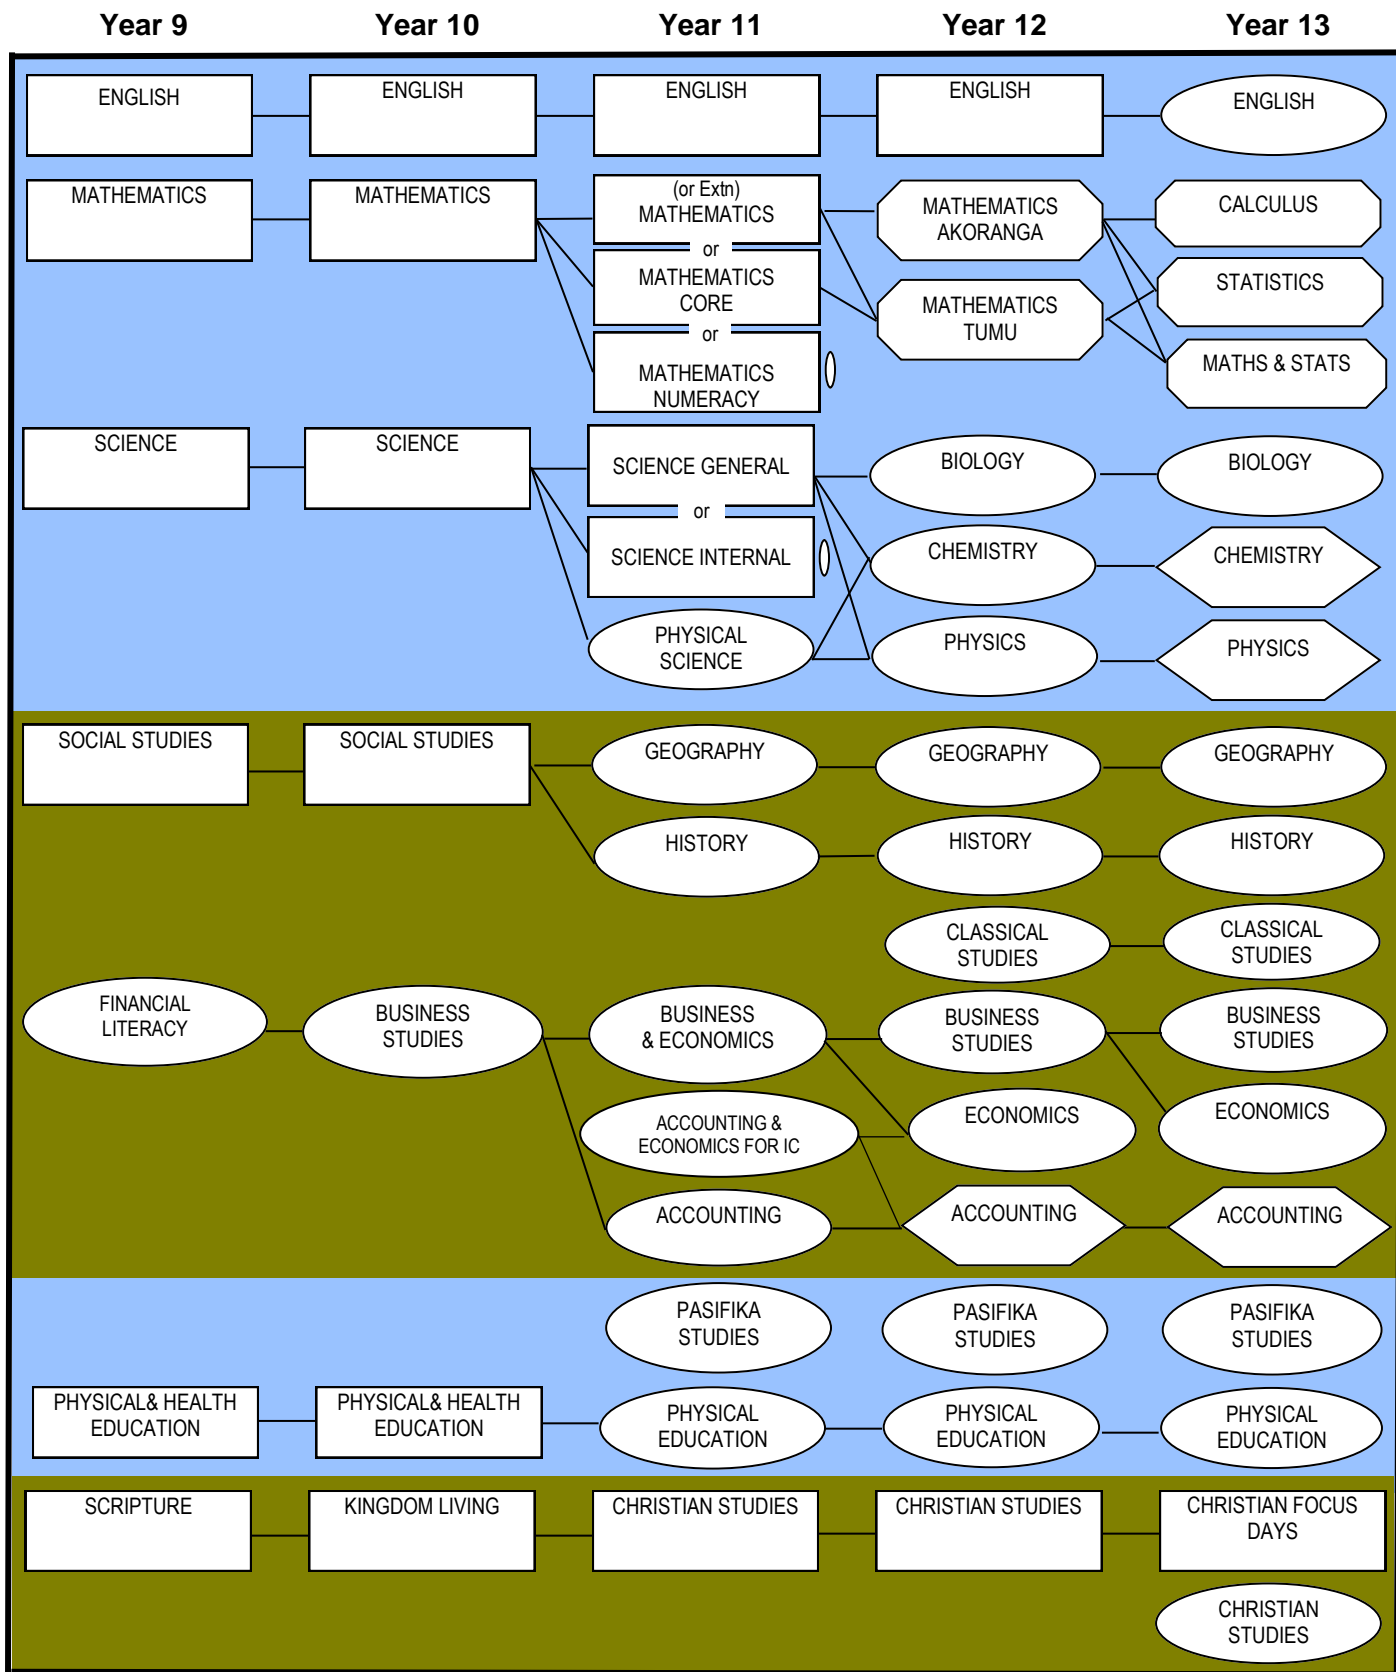 Year 9 Year 10 Year 11 Year 12 Year 13
ENGLISH ENGLISH ENGLISH ENGLISH ENGLISH
MATHEMATICS MATHEMATICS
(or Extn)
MATHEMATICS
or
MATHEMATICS
CORE
or
MATHEMATICS
NUMERACY
MATHEMATICS
AKORANGA
MATHEMATICS
TUMU
CALCULUS
STATISTICS
MATHS & STATS
SCIENCE SCIENCE
SCIENCE GENERAL
or
SCIENCE INTERNAL
PHYSICAL
SCIENCE
BIOLOGY
CHEMISTRY
PHYSICS
BIOLOGY
CHEMISTRY
PHYSICS
SOCIAL STUDIES SOCIAL STUDIES
GEOGRAPHY GEOGRAPHY GEOGRAPHY
HISTORY HISTORY HISTORY
CLASSICAL
STUDIES
CLASSICAL
STUDIES
FINANCIAL
LITERACY
BUSINESS
STUDIES
BUSINESS
& ECONOMICS
BUSINESS
STUDIES
BUSINESS
STUDIES
ACCOUNTING &
ECONOMICS FOR IC
ECONOMICS
ECONOMICS
ACCOUNTING ACCOUNTING ACCOUNTING
PASIFIKA
STUDIES
PASIFIKA
STUDIES
PASIFIKA
STUDIES
PHYSICAL& HEALTH
EDUCATION
PHYSICAL& HEALTH
EDUCATION
PHYSICAL
EDUCATION
PHYSICAL
EDUCATION
PHYSICAL
EDUCATION
SCRIPTURE KINGDOM LIVING CHRISTIAN STUDIES CHRISTIAN STUDIES
CHRISTIAN FOCUS
DAYS
CHRISTIAN
STUDIES